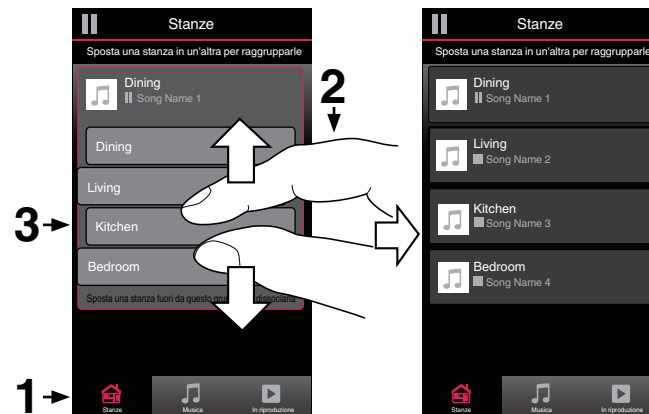 Stanze
Sposta una stanza in un'altra per raggrupparle
Dining
Song Name 1
2
Dining
Living
3
Kitchen
Bedroom
Sposta una stanza fuori da questo dissociarla
1
Stanze
Musica
In riproduzione
Stanze
Sposta una stanza in un'altra per raggrupparle
Dining
Song Name 1
Living
Song Name 2
Kitchen
Song Name 3
Bedroom
Song Name 4
Stanze
Musica
In riproduzione